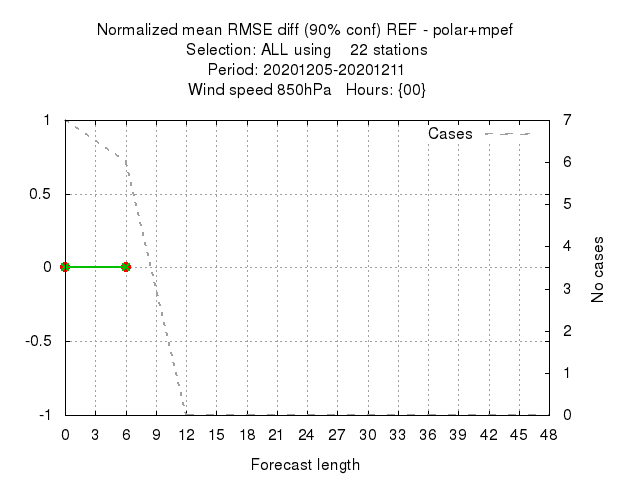 Normalized mean RMSE diff (90% conf) REF - polar+mpef
Selection: ALL using 22 stations
Period: 20201205-20201211
Wind speed 850hPa Hours: {00}
Cases
1
0.5
0
-0.5
-1
7
6
5
4
3
2
1
0
No cases
0 3 6 9 12 15 18 21 24 27 30 33 36 39 42 45 48
Forecast length